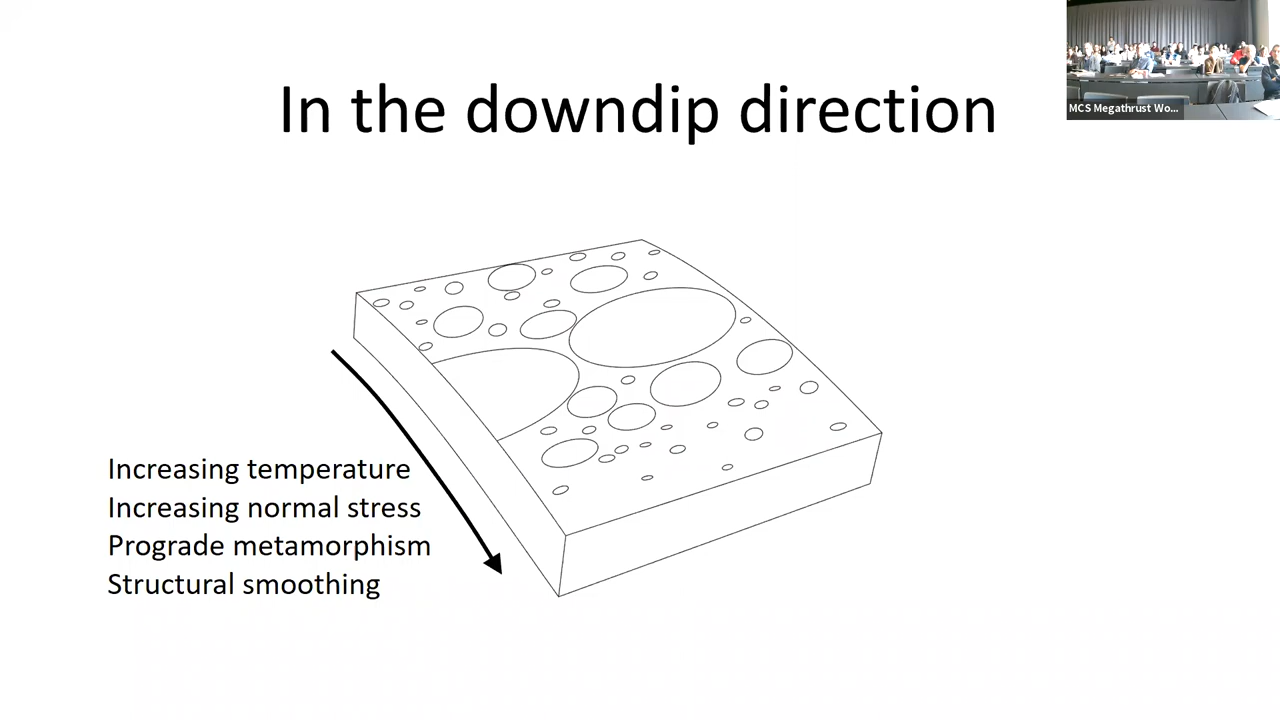 In the downdip direction
MCS Megathrust Wo...
Increasing temperature
Increasing normal stress
Prograde metamorphism
Structural smoothing